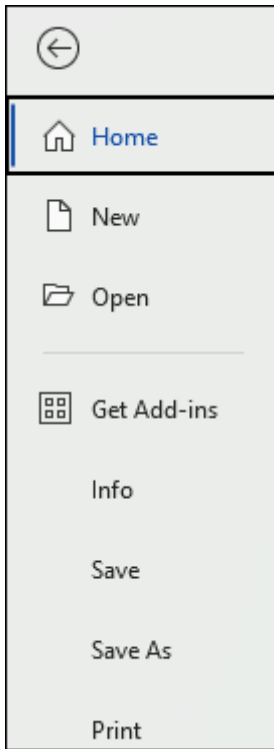 Home
New
Open
Get Add-ins
Info
Save
Save As
Print